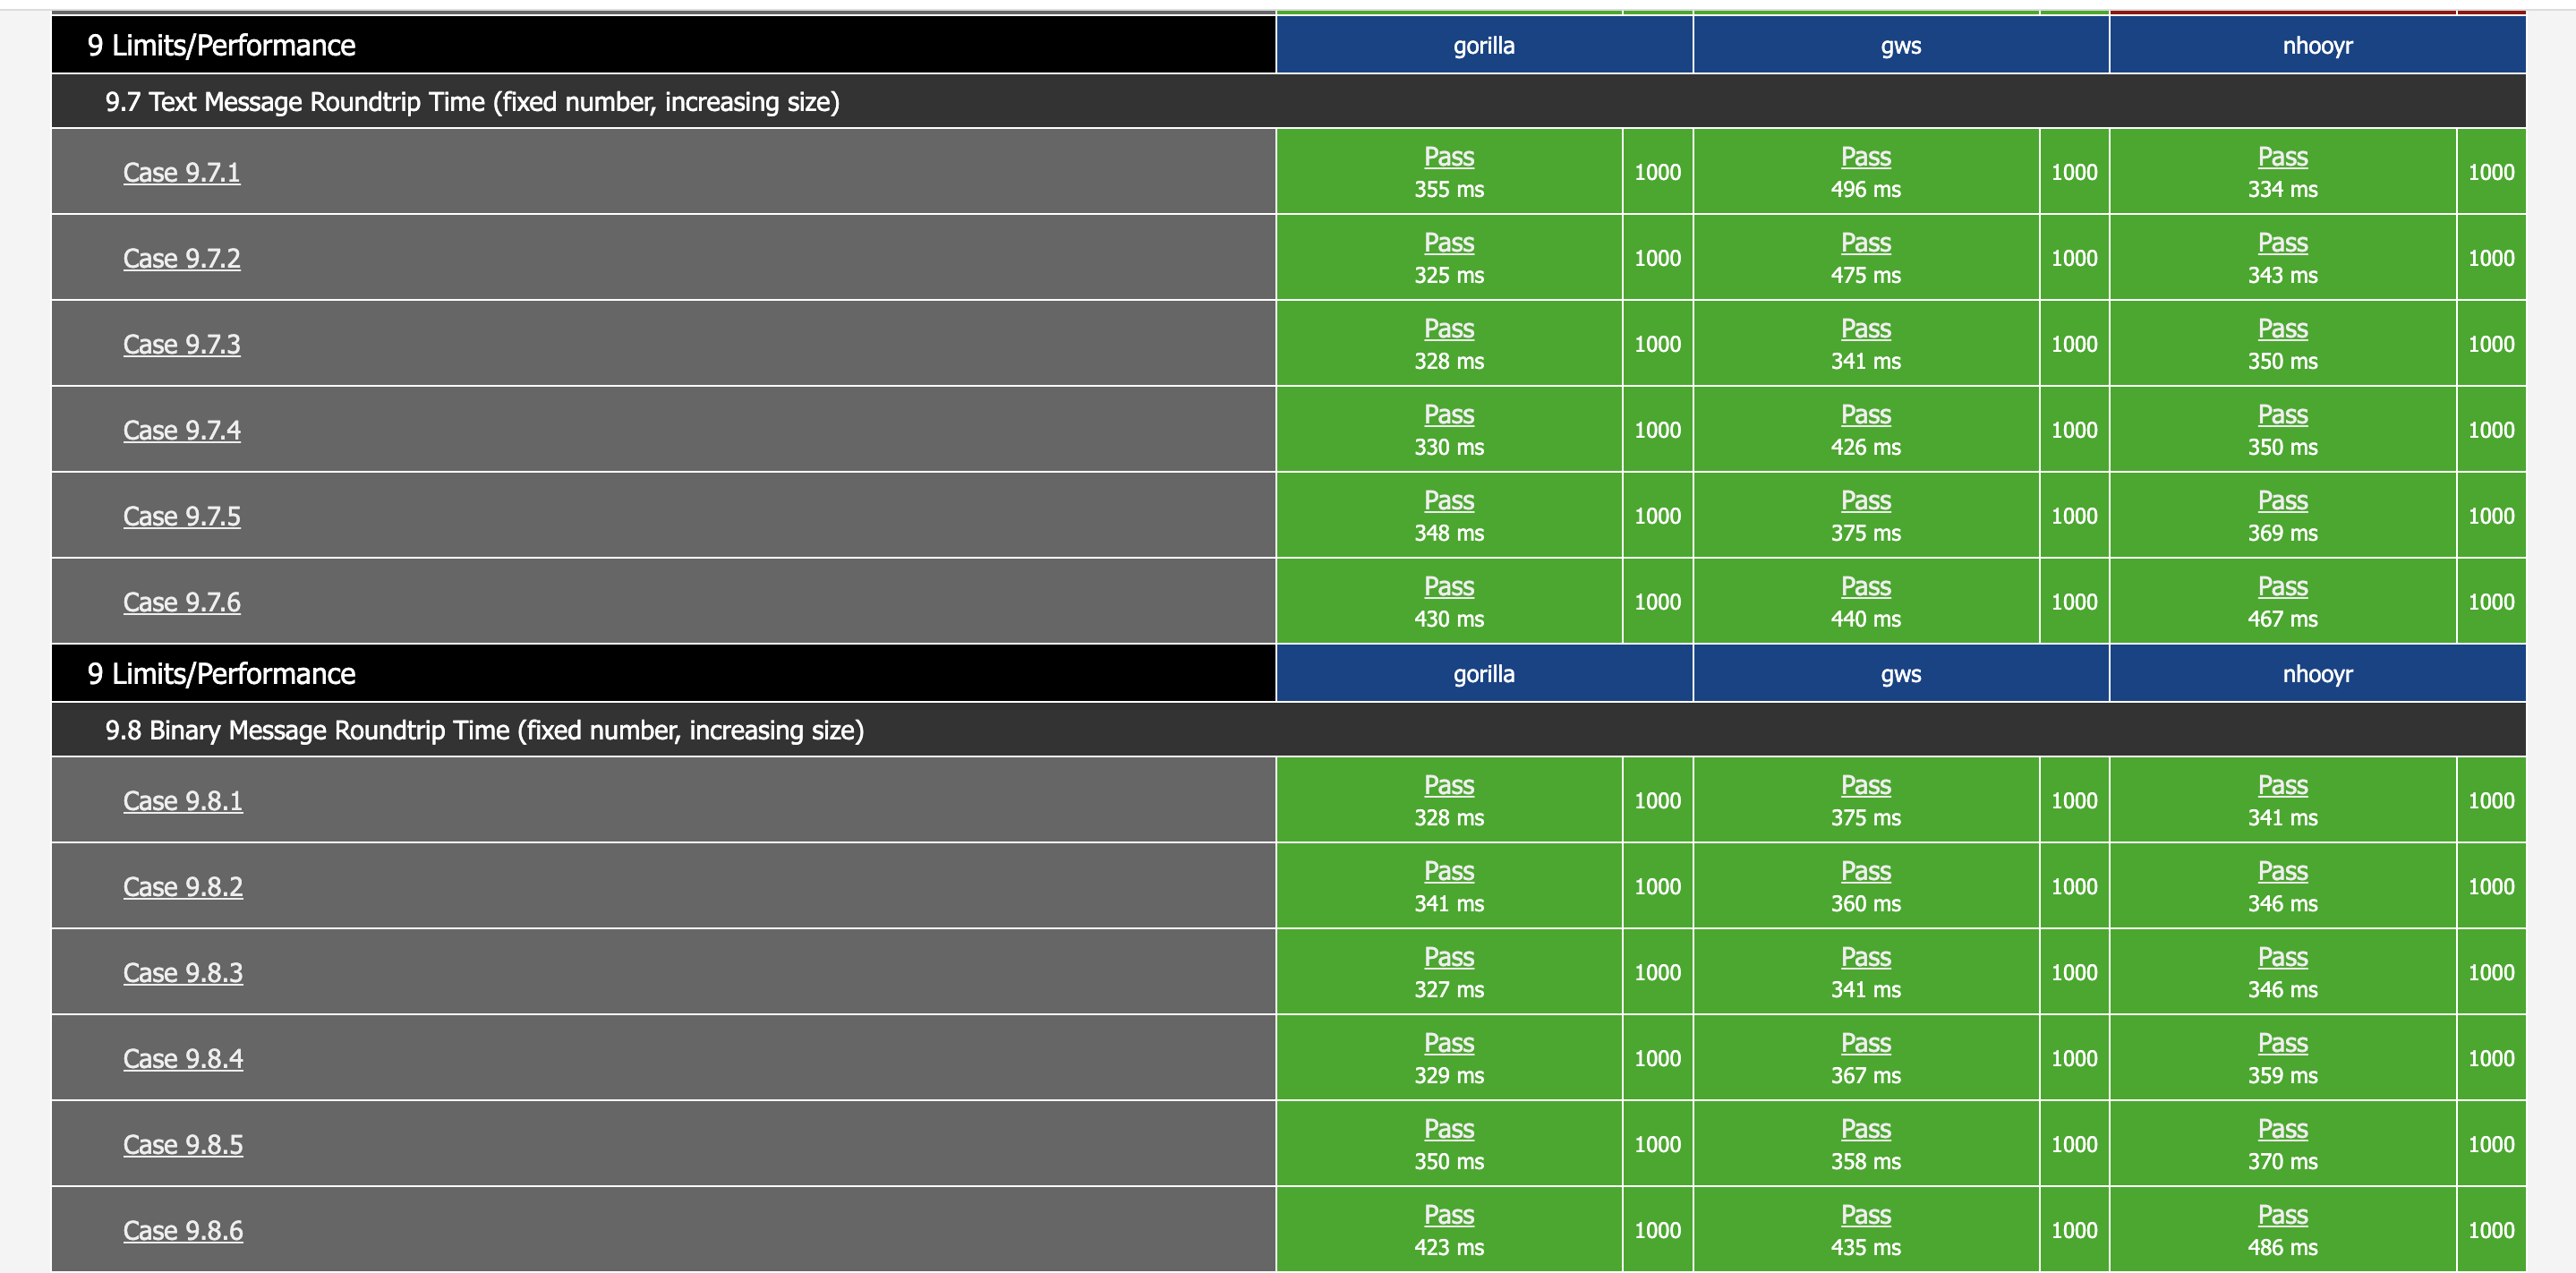 9 Limits/Performance gorilla gws nhooyr
9.7 Text Message Roundtrip Time (fixed number, increasing size)
Case 9.7.1 Pass 355 ms 1000 Pass 496 ms 1000 Pass 334 ms 1000
Case 9.7.2 Pass 325 ms 1000 Pass 475 ms 1000 Pass 343 ms 1000
Case 9.7.3 Pass 328 ms 1000 Pass 341 ms 1000 Pass 350 ms 1000
Case 9.7.4 Pass 330 ms 1000 Pass 426 ms 1000 Pass 350 ms 1000
Case 9.7.5 Pass 348 ms 1000 Pass 375 ms 1000 Pass 369 ms 1000
Case 9.7.6 Pass 430 ms 1000 Pass 440 ms 1000 Pass 467 ms 1000
9 Limits/Performance gorilla gws nhooyr
9.8 Binary Message Roundtrip Time (fixed number, increasing size)
Case 9.8.1 Pass 328 ms 1000 Pass 375 ms 1000 Pass 341 ms 1000
Case 9.8.2 Pass 341 ms 1000 Pass 360 ms 1000 Pass 346 ms 1000
Case 9.8.3 Pass 327 ms 1000 Pass 341 ms 1000 Pass 346 ms 1000
Case 9.8.4 Pass 329 ms 1000 Pass 367 ms 1000 Pass 359 ms 1000
Case 9.8.5 Pass 350 ms 1000 Pass 358 ms 1000 Pass 370 ms 1000
Case 9.8.6 Pass 423 ms 1000 Pass 435 ms 1000 Pass 486 ms 1000